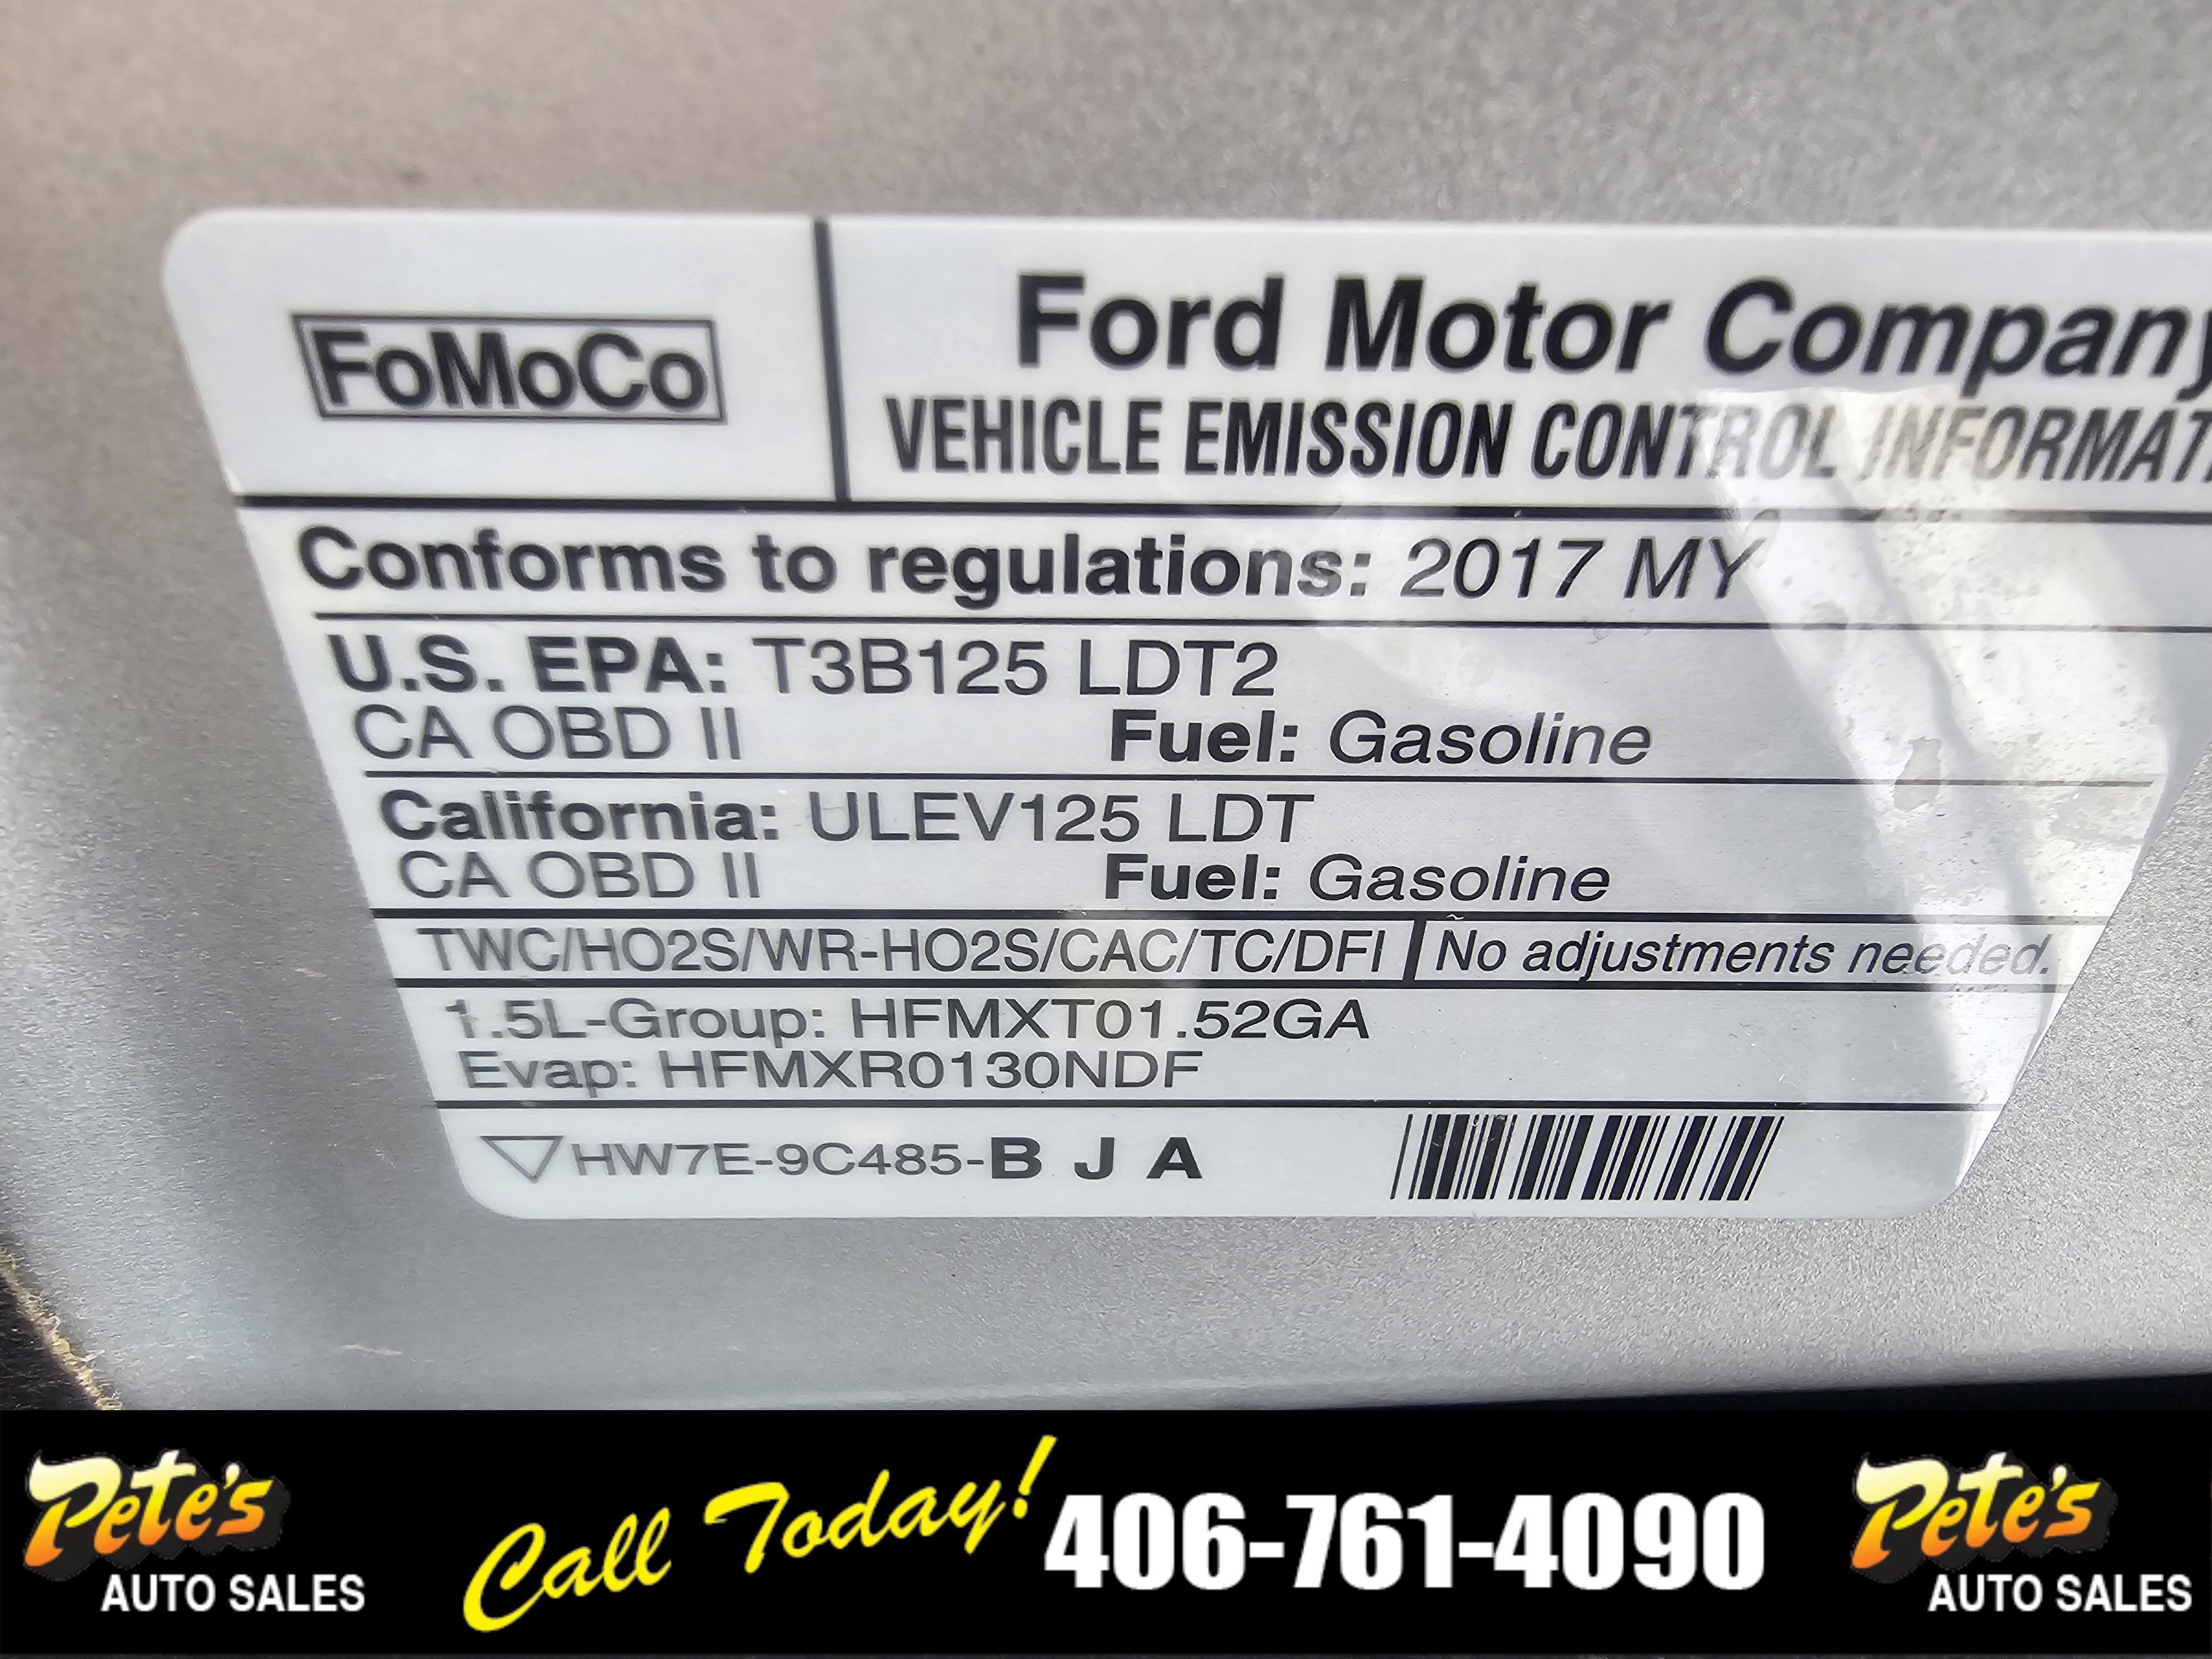 FoMoCo
Ford Motor Company
VEHICLE EMISSION CONTROL INFORMATI
Conforms to regulations: 2017 MY
U.S. EPA: T3B125 LDT2
CA OBD II Fuel: Gasoline
California: ULEV125 LDT
CA OBD II Fuel: Gasoline
TWC/HO2S/WR-HO2S/CAC/TC/DFI No adjustments needed.
1.5L-Group: HFMXT01.52GA
Evap: HFMXR0130NDF
HW7E-9C485-B J A
Pete's
AUTO SALES
Call Today!
406-761-4090
Pete's
AUTO SALES